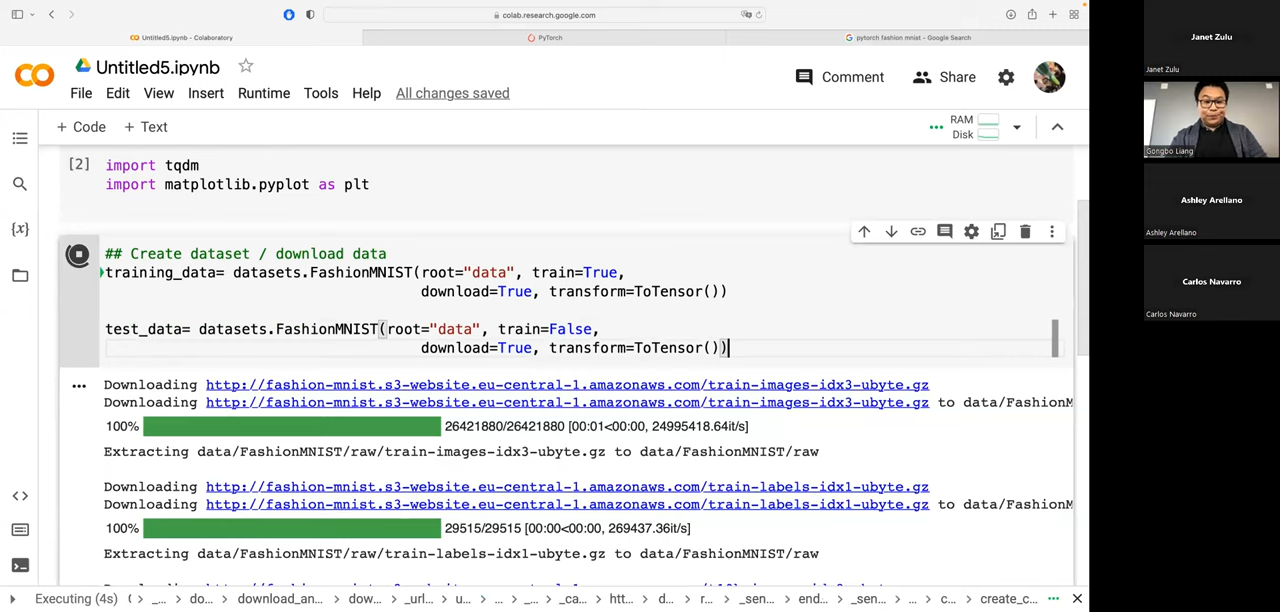 colab.research.google.com
Untitled5.ipynb - Colaboratory
PyTorch
pytorch fashion mnist - Google Search
Untitled5.ipynb
Comment
Share
File Edit View Insert Runtime Tools Help All changes saved
+ Code + Text
RAM
Disk
[2] import tqdm
import matplotlib.pyplot as plt
## Create dataset / download data
training_data= datasets.FashionMNIST(root="data", train=True,
download=True, transform=ToTensor())
test_data= datasets.FashionMNIST(root="data", train=False,
download=True, transform=ToTensor())
Downloading http://fashion-mnist.s3-website.eu-central-1.amazonaws.com/train-images-idx3-ubyte.gz
Downloading http://fashion-mnist.s3-website.eu-central-1.amazonaws.com/train-images-idx3-ubyte.gz to data/FashionM
100% 26421880/26421880 [00:01<00:00, 24995418.64it/s]
Extracting data/FashionMNIST/raw/train-images-idx3-ubyte.gz to data/FashionMNIST/raw
Downloading http://fashion-mnist.s3-website.eu-central-1.amazonaws.com/train-labels-idx1-ubyte.gz
Downloading http://fashion-mnist.s3-website.eu-central-1.amazonaws.com/train-labels-idx1-ubyte.gz to data/FashionM
100% 29515/29515 [00:00<00:00, 269437.36it/s]
Extracting data/FashionMNIST/raw/train-labels-idx1-ubyte.gz to data/FashionMNIST/raw
Executing (4s) _... do... download_an... dow... _url... u... ... _... _ca... htt... d... r... _sen... end... _sen... ... c... create_c...
Janet Zulu
Janet Zulu
Gongbo Liang
Ashley Arellano
Ashley Arellano
Carlos Navarro
Carlos Navarro